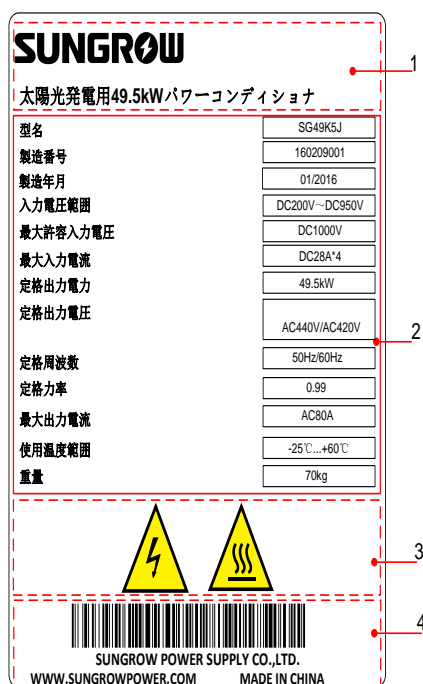 SUNGROW
1
太陽光発電用49.5kWパワーコンディショナ
型名 SG49K5J
製造番号 160209001
製造年月 01/2016
入力電圧範囲 DC200V～DC950V
最大許容入力電圧 DC1000V
最大入力電流 DC28A*4
定格出力電力 49.5kW
定格出力電圧 AC440V/AC420V
2
定格周波数 50Hz/60Hz
定格力率 0.99
最大出力電流 AC80A
使用温度範囲 -25℃...+60℃
重量 70kg
3
4
SUNGROW POWER SUPPLY CO.,LTD.
WWW.SUNGROWPOWER.COM MADE IN CHINA